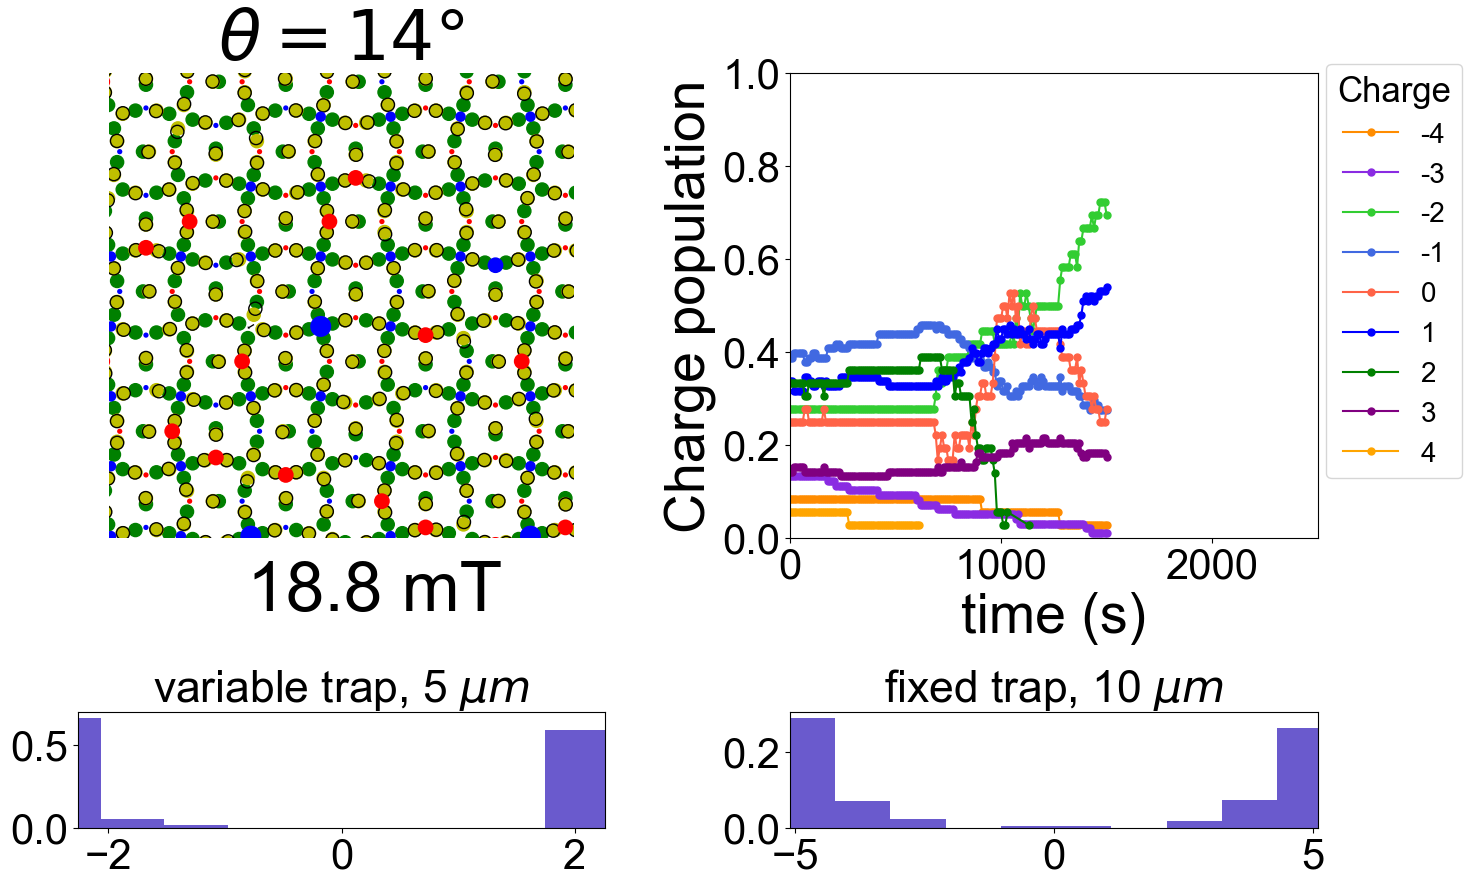 θ = 14°
18.8 mT
Charge population
1.0
0.8
0.6
0.4
0.2
0.0
0 1000 2000
time (s)
Charge
-4
-3
-2
-1
0
1
2
3
4
variable trap, 5 μm
0.5
0.0
−2 0 2
fixed trap, 10 μm
0.2
0.0
−5 0 5